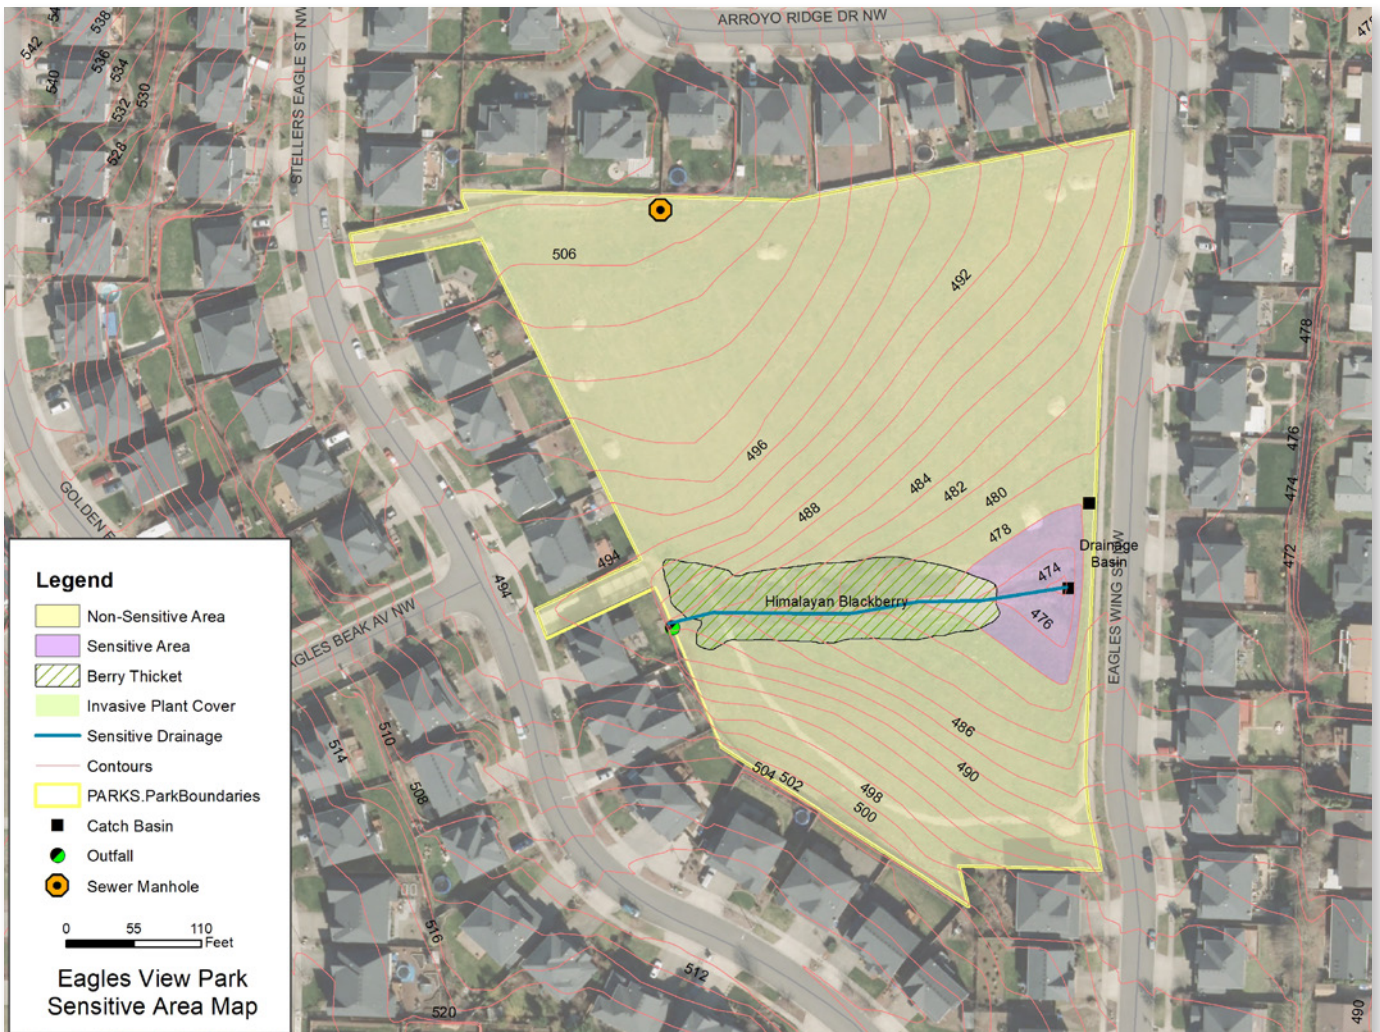 ARROYO RIDGE DR NW
STELLERS EAGLE ST NW
538
542
536
534
540
530
532
528
506
492
478
496
484
482
480
488
478
476
474
472
GOLDEN
494
494
Drainage
Basin
474
476
Himalayan Blackberry
EAGLES WING ST NW
AGLES BEAK AV NW
486
490
504
502
498
500
510
514
508
516
512
520
490
Legend
Non-Sensitive Area
Sensitive Area
Berry Thicket
Invasive Plant Cover
Sensitive Drainage
Contours
PARKS.ParkBoundaries
Catch Basin
Outfall
Sewer Manhole
0 55 110
Feet
Eagles View Park
Sensitive Area Map